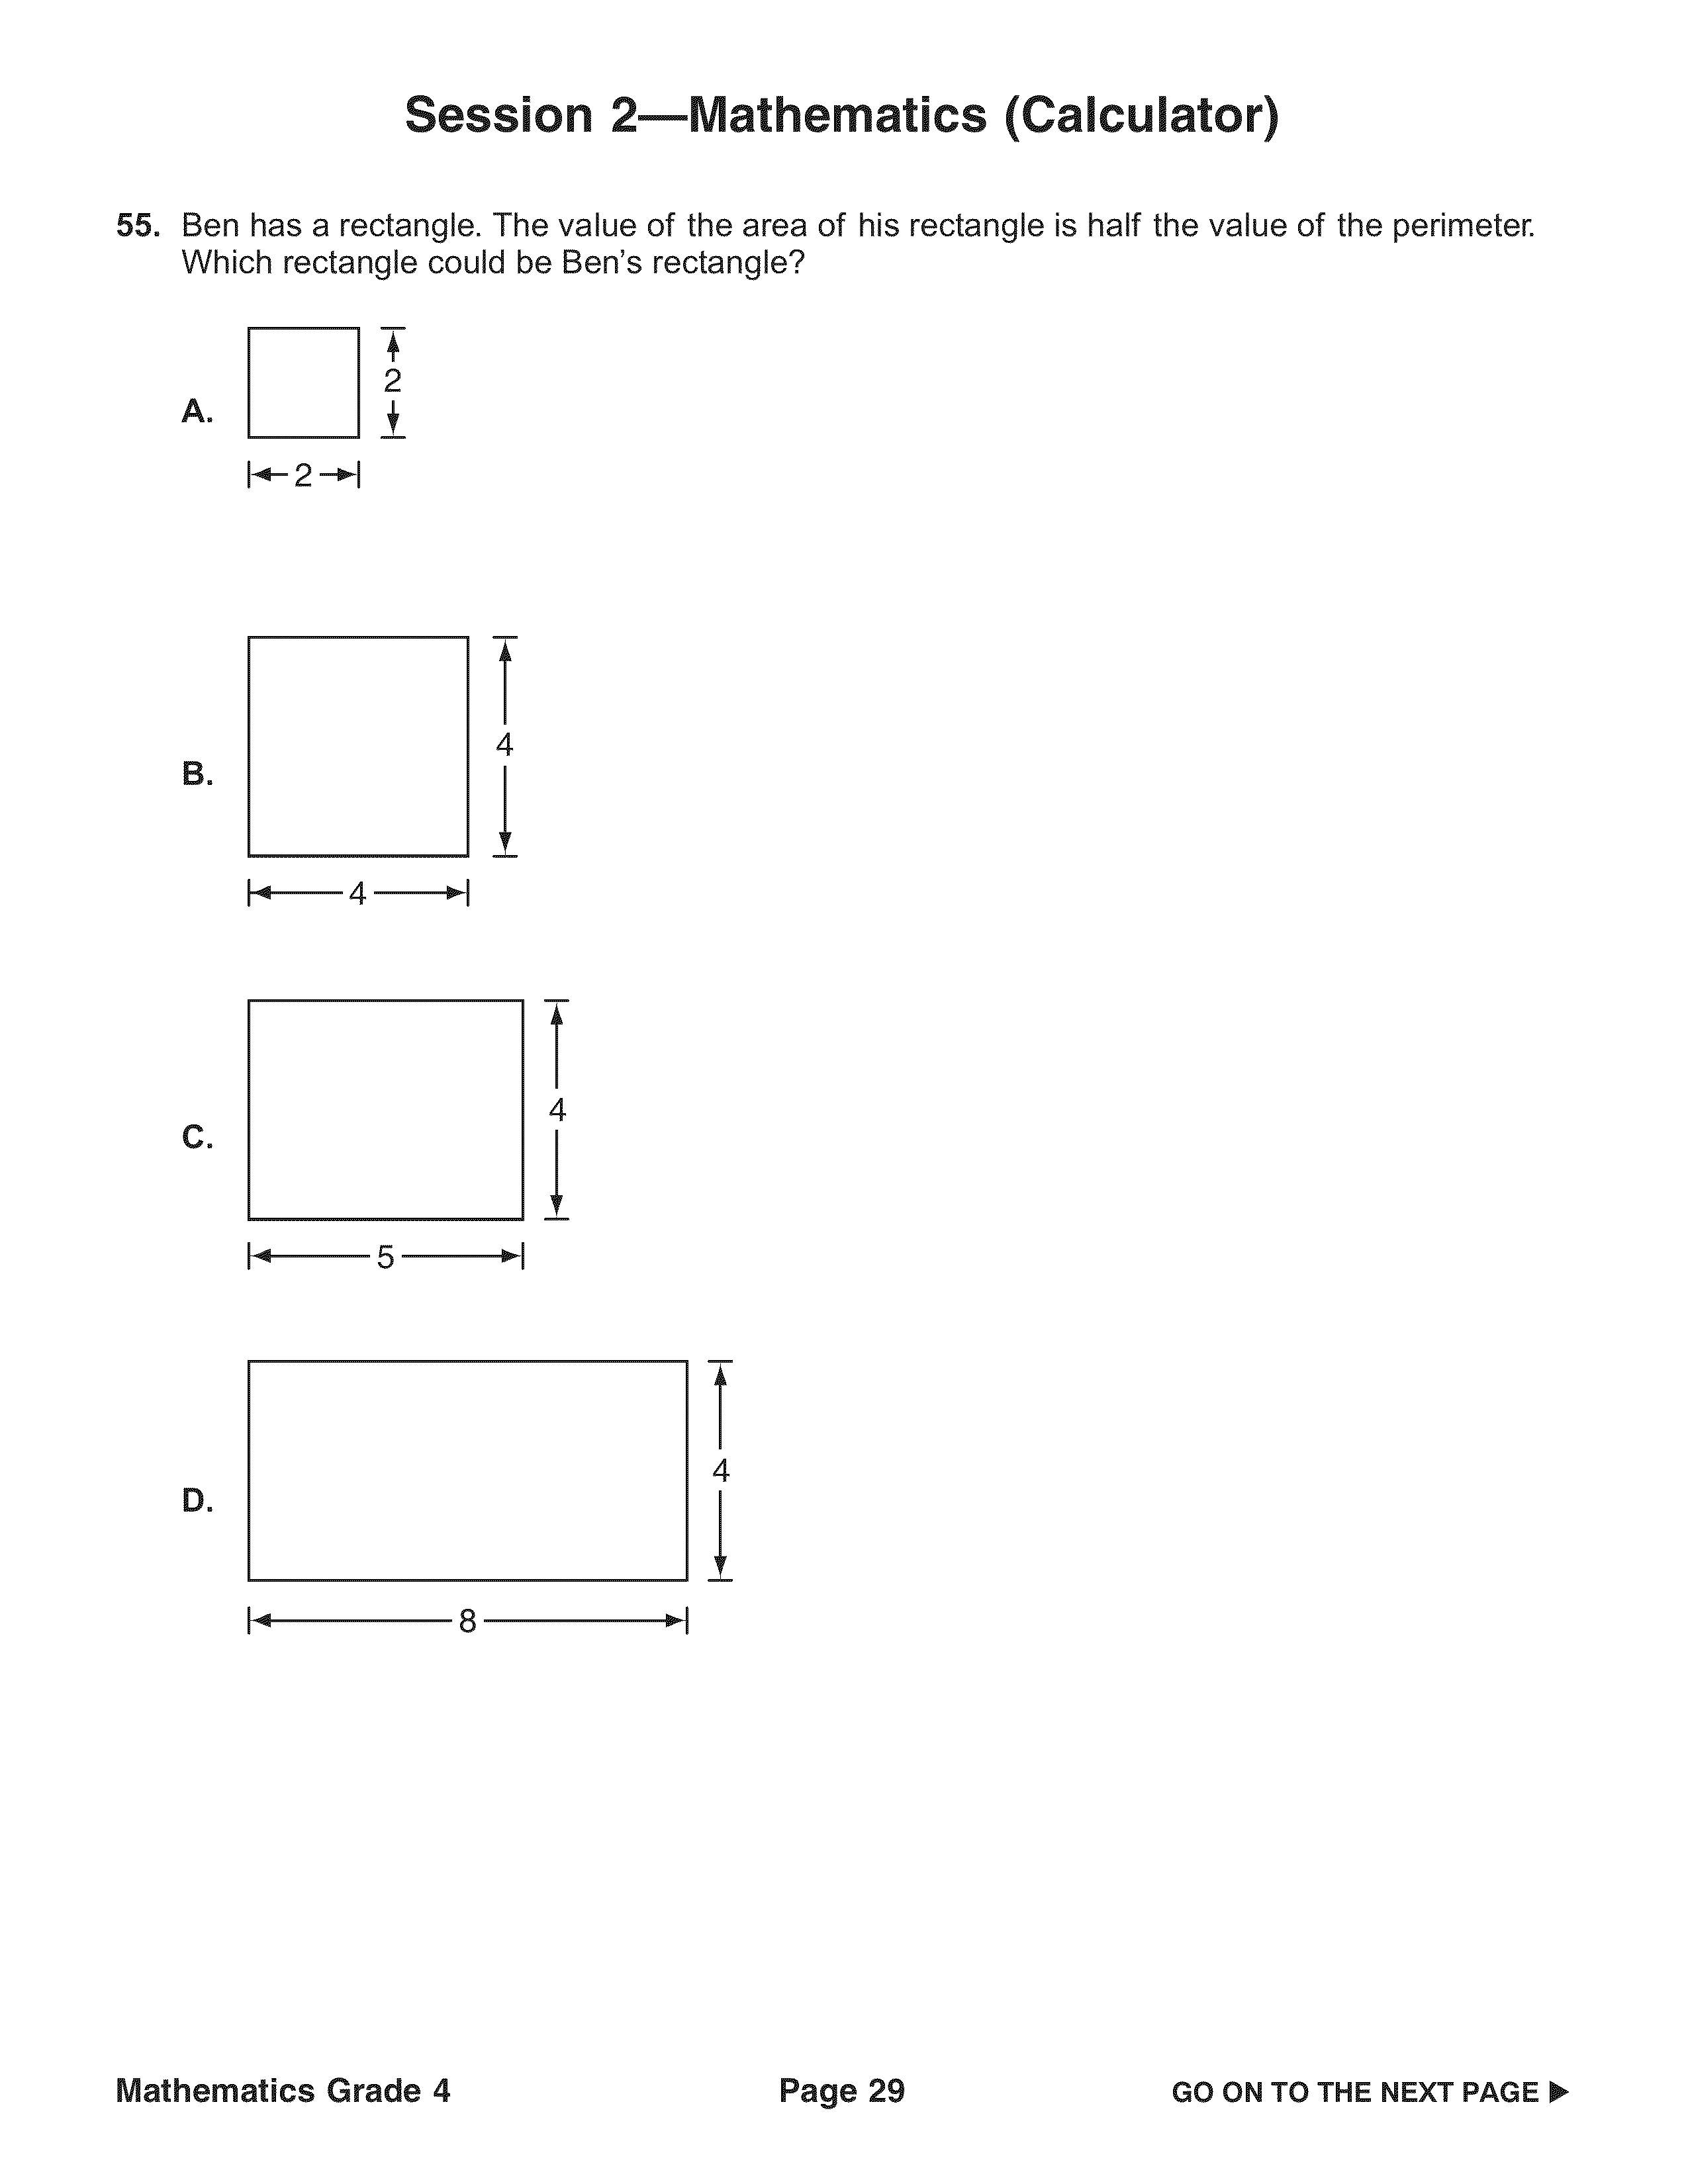 Session 2—Mathematics (Calculator)
55. Ben has a rectangle. The value of the area of his rectangle is half the value of the perimeter.
Which rectangle could be Ben’s rectangle?
2
A.
2
4
B.
4
4
C.
5
4
D.
8
Mathematics Grade 4 Page 29 GO ON TO THE NEXT PAGE ▶